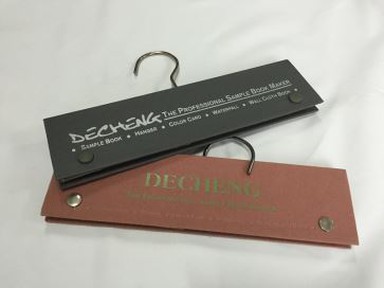 DECHENG THE PROFESSIONAL SAMPLE BOOK MAKER
• SAMPLE BOOK • HANGER • COLOR CARD • WATERFALL • WALL CLOTH BOOK •
DECHENG